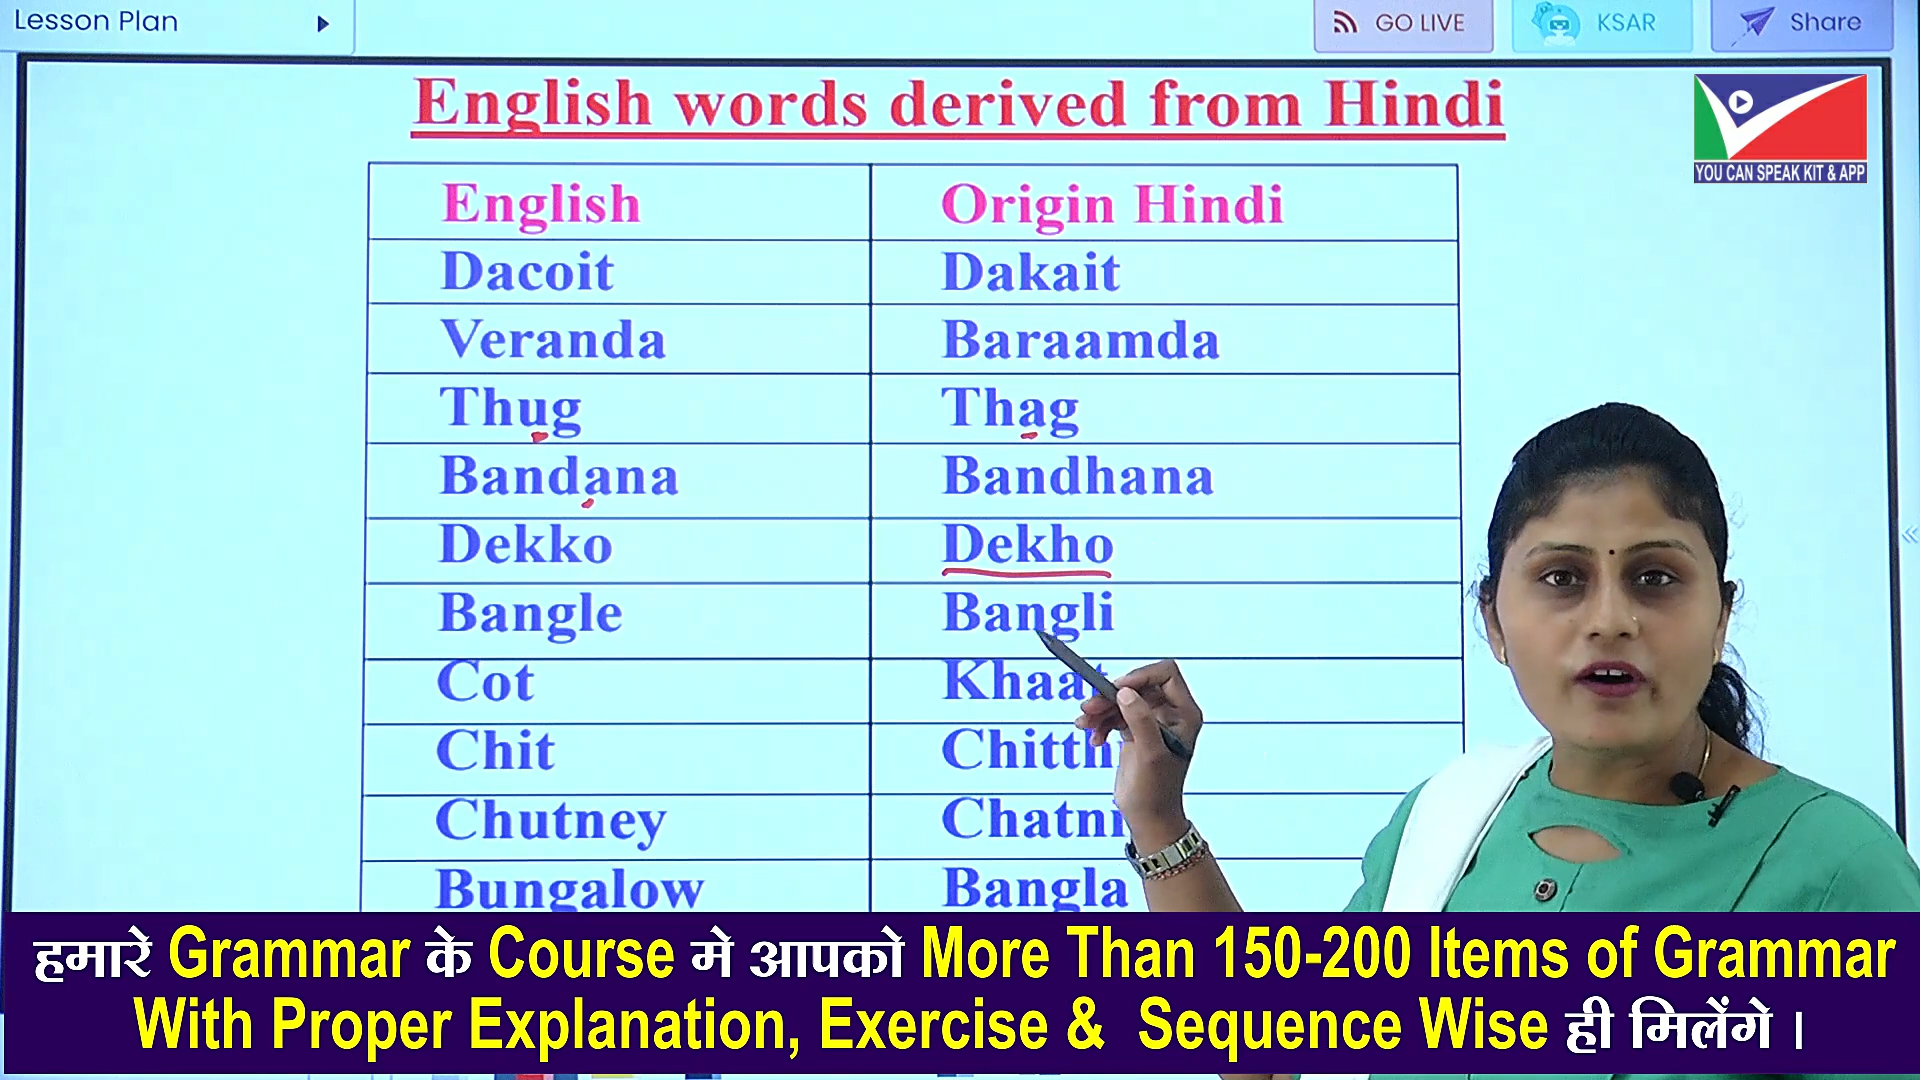 Lesson Plan
GO LIVE
KSAR
Share
English words derived from Hindi
YOU CAN SPEAK KIT & APP
English Origin Hindi
Dacoit Dakait
Veranda Baraamda
Thug Thag
Bandana Bandhana
Dekko Dekho
Bangle Bangli
Cot
Chit
Chutney Chatni
Bungalow Bangla
हमारे Grammar के Course मे आपको More Than 150-200 Items of Grammar
With Proper Explanation, Exercise & Sequence Wise ही मिलेंगे ।